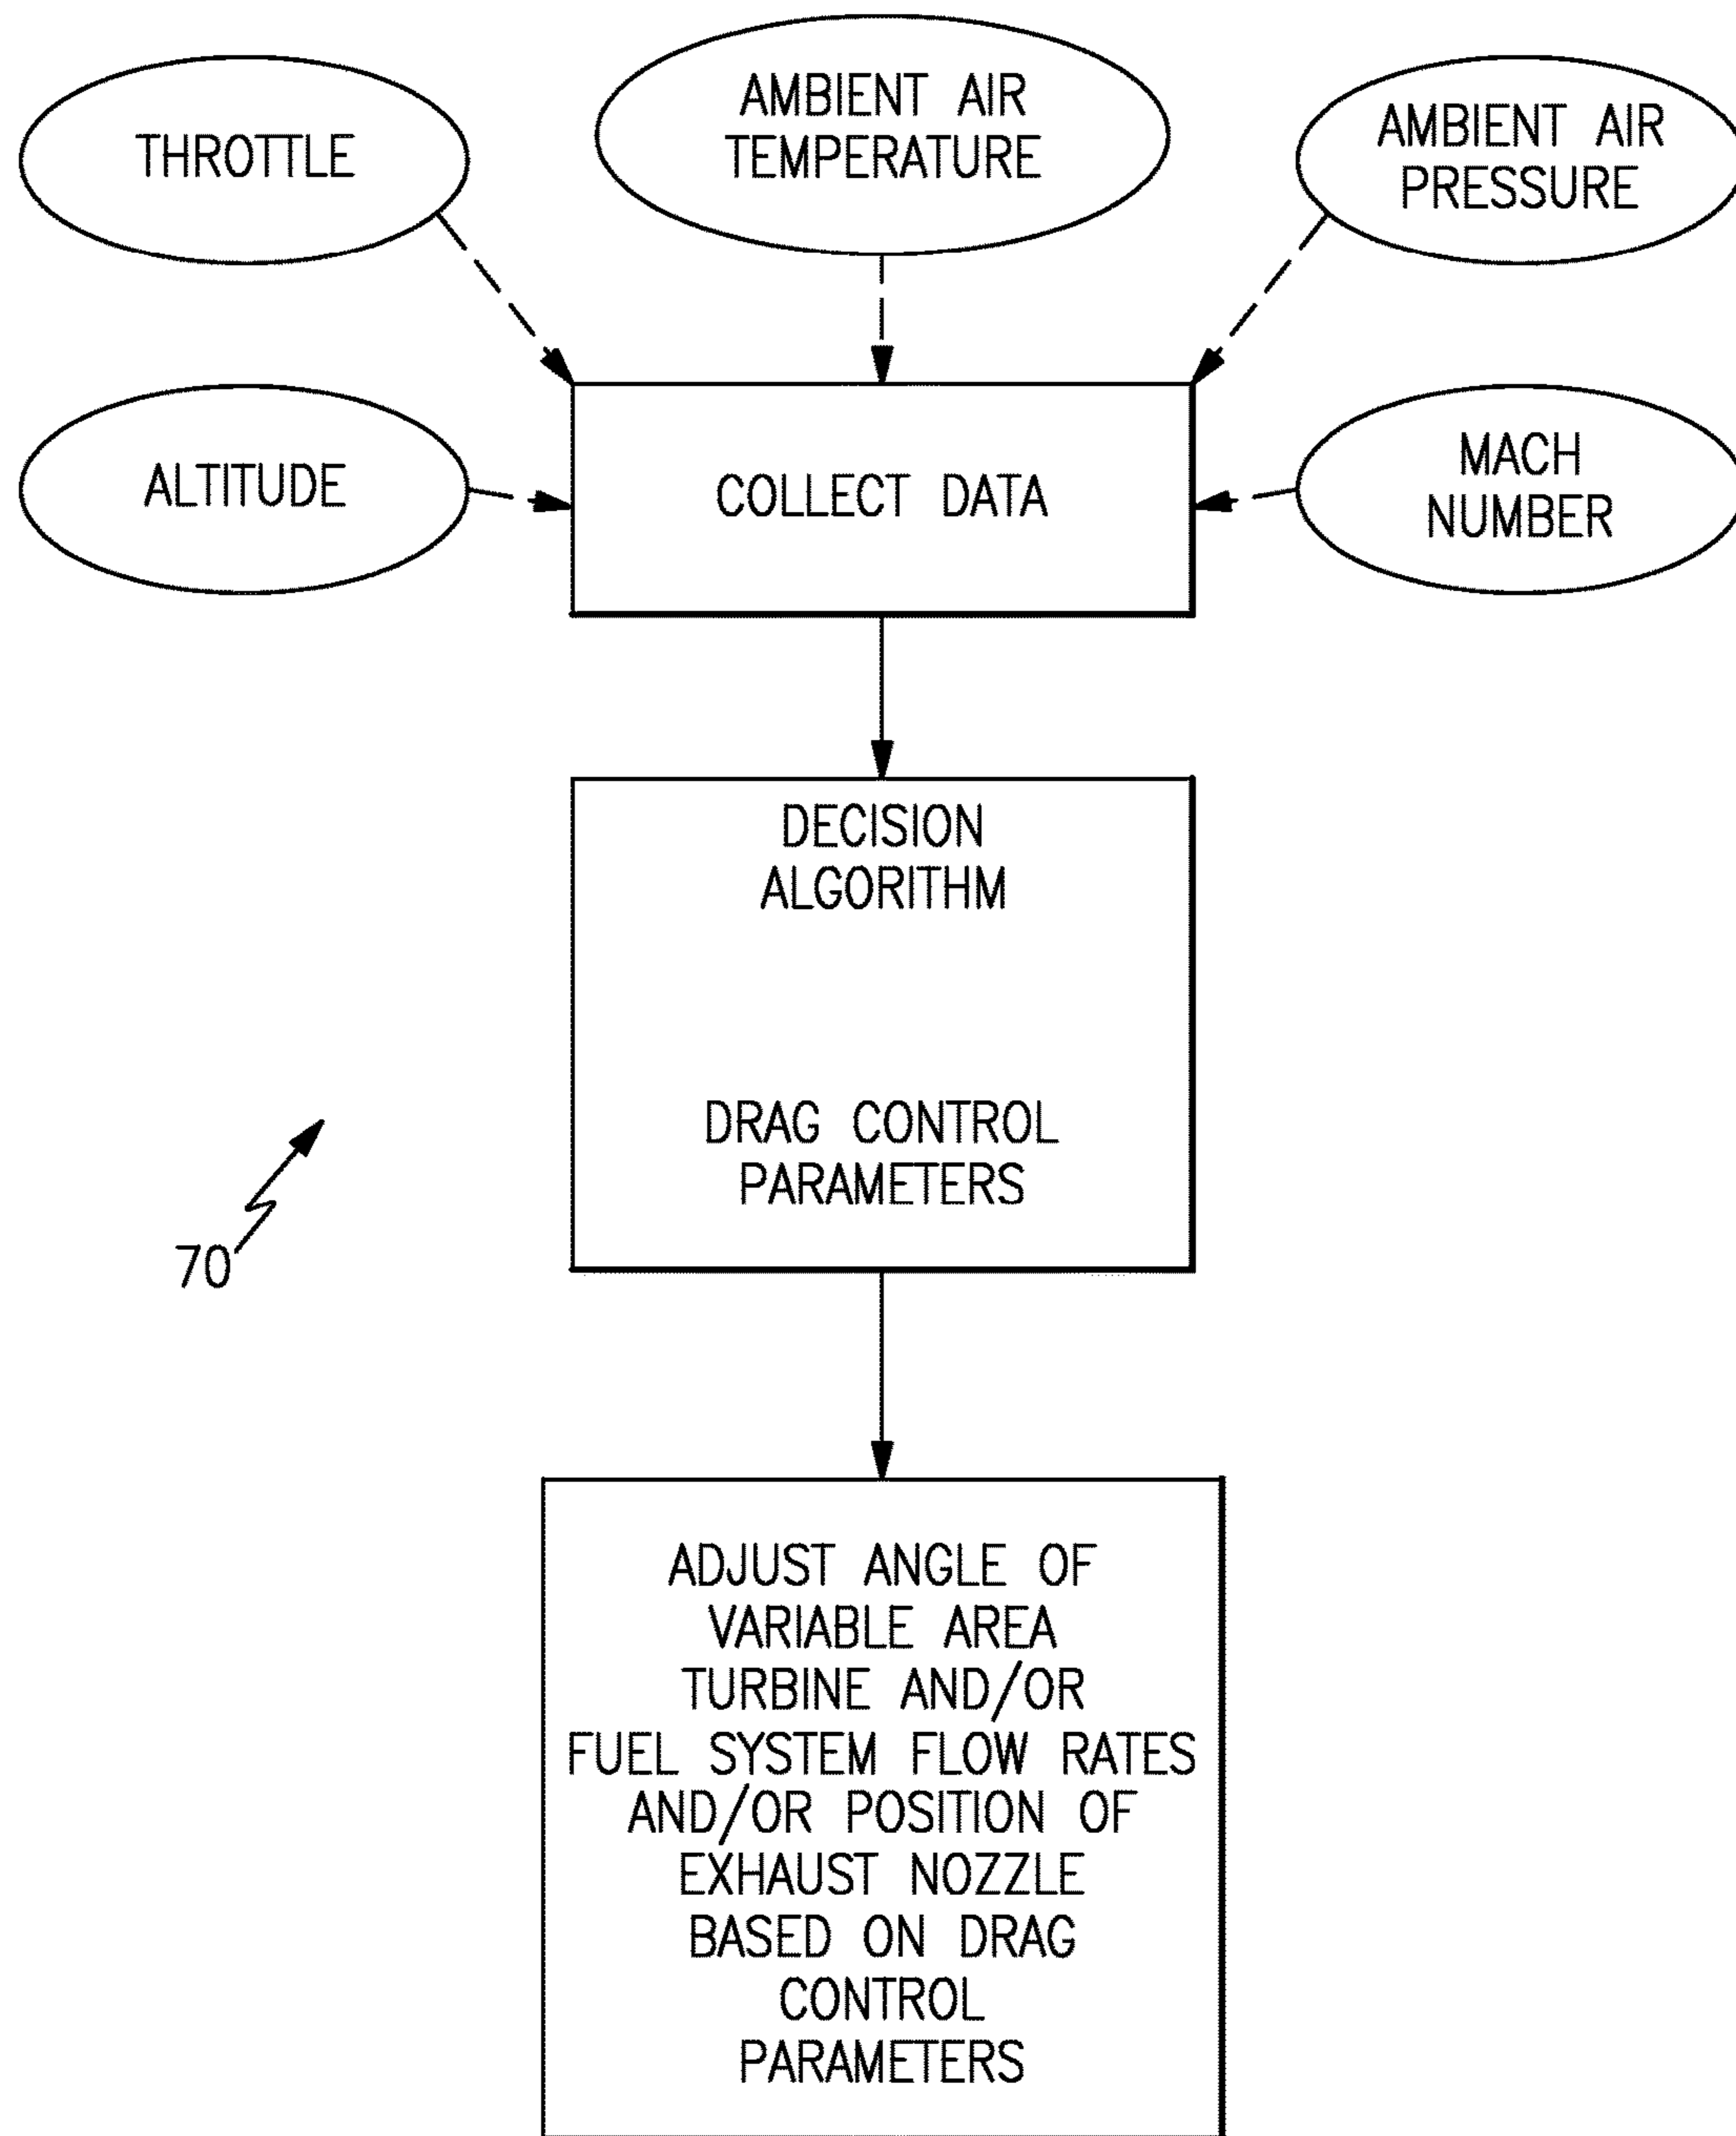 THROTTLE
AMBIENT AIR
TEMPERATURE
AMBIENT AIR
PRESSURE
ALTITUDE
COLLECT DATA
MACH
NUMBER
DECISION
ALGORITHM
DRAG CONTROL
PARAMETERS
70
ADJUST ANGLE OF
VARIABLE AREA
TURBINE AND/OR
FUEL SYSTEM FLOW RATES
AND/OR POSITION OF
EXHAUST NOZZLE
BASED ON DRAG
CONTROL
PARAMETERS